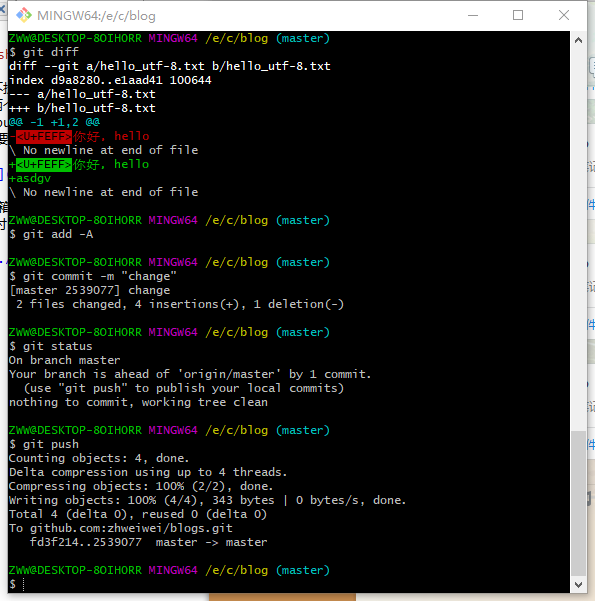 MINGW64:/e/c/blog
ZWW@DESKTOP-8OIHORR MINGW64 /e/c/blog (master)
$ git diff
diff --git a/hello_utf-8.txt b/hello_utf-8.txt
index d9a8280..e1aad41 100644
--- a/hello_utf-8.txt
+++ b/hello_utf-8.txt
@@ -1 +1,2 @@
-<U+FEFF>你好, hello
\ No newline at end of file
+<U+FEFF>你好, hello
+asdgv
\ No newline at end of file
ZWW@DESKTOP-8OIHORR MINGW64 /e/c/blog (master)
$ git add -A
ZWW@DESKTOP-8OIHORR MINGW64 /e/c/blog (master)
$ git commit -m "change"
[master 2539077] change
 2 files changed, 4 insertions(+), 1 deletion(-)
ZWW@DESKTOP-8OIHORR MINGW64 /e/c/blog (master)
$ git status
On branch master
Your branch is ahead of 'origin/master' by 1 commit.
  (use "git push" to publish your local commits)
nothing to commit, working tree clean
ZWW@DESKTOP-8OIHORR MINGW64 /e/c/blog (master)
$ git push
Counting objects: 4, done.
Delta compression using up to 4 threads.
Compressing objects: 100% (2/2), done.
Writing objects: 100% (4/4), 343 bytes | 0 bytes/s, done.
Total 4 (delta 0), reused 0 (delta 0)
To github.com:zhweiwei/blogs.git
   fd3f214..2539077  master -> master
ZWW@DESKTOP-8OIHORR MINGW64 /e/c/blog (master)
$